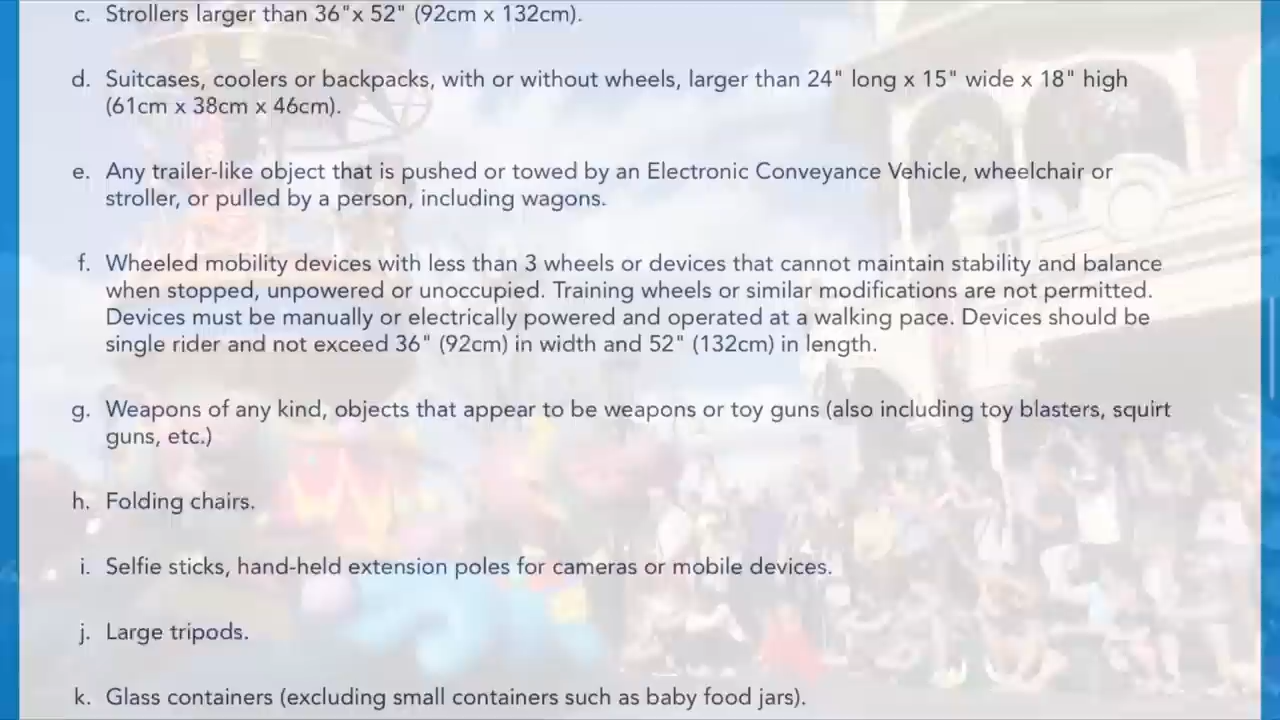 c. Strollers larger than 36"x 52" (92cm x 132cm).
d. Suitcases, coolers or backpacks, with or without wheels, larger than 24" long x 15" wide x 18" high
(61cm x 38cm x 46cm).
e. Any trailer-like object that is pushed or towed by an Electronic Conveyance Vehicle, wheelchair or
stroller, or pulled by a person, including wagons.
f. Wheeled mobility devices with less than 3 wheels or devices that cannot maintain stability and balance
when stopped, unpowered or unoccupied. Training wheels or similar modifications are not permitted.
Devices must be manually or electrically powered and operated at a walking pace. Devices should be
single rider and not exceed 36" (92cm) in width and 52" (132cm) in length.
g. Weapons of any kind, objects that appear to be weapons or toy guns (also including toy blasters, squirt
guns, etc.)
h. Folding chairs.
i. Selfie sticks, hand-held extension poles for cameras or mobile devices.
j. Large tripods.
k. Glass containers (excluding small containers such as baby food jars).